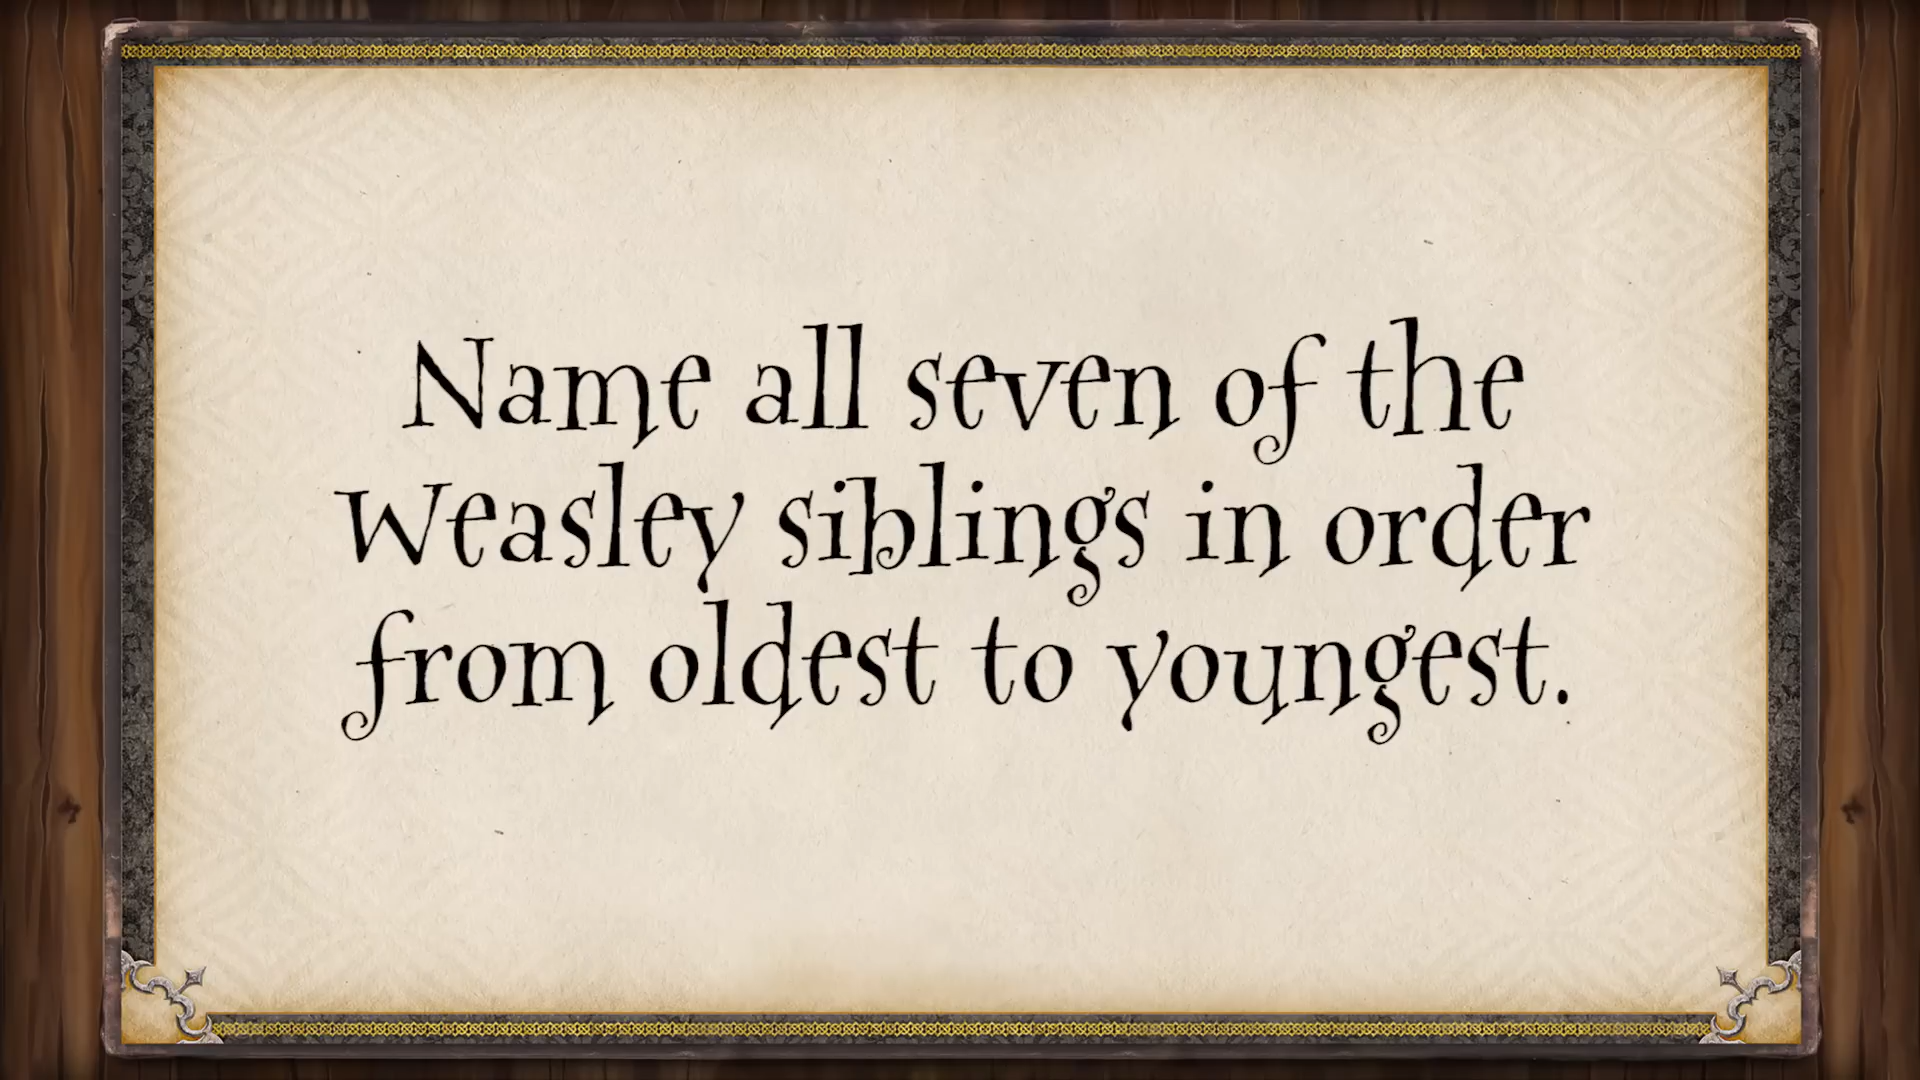 Name all seven of the
Weasley siblings in order
from oldest to youngest.